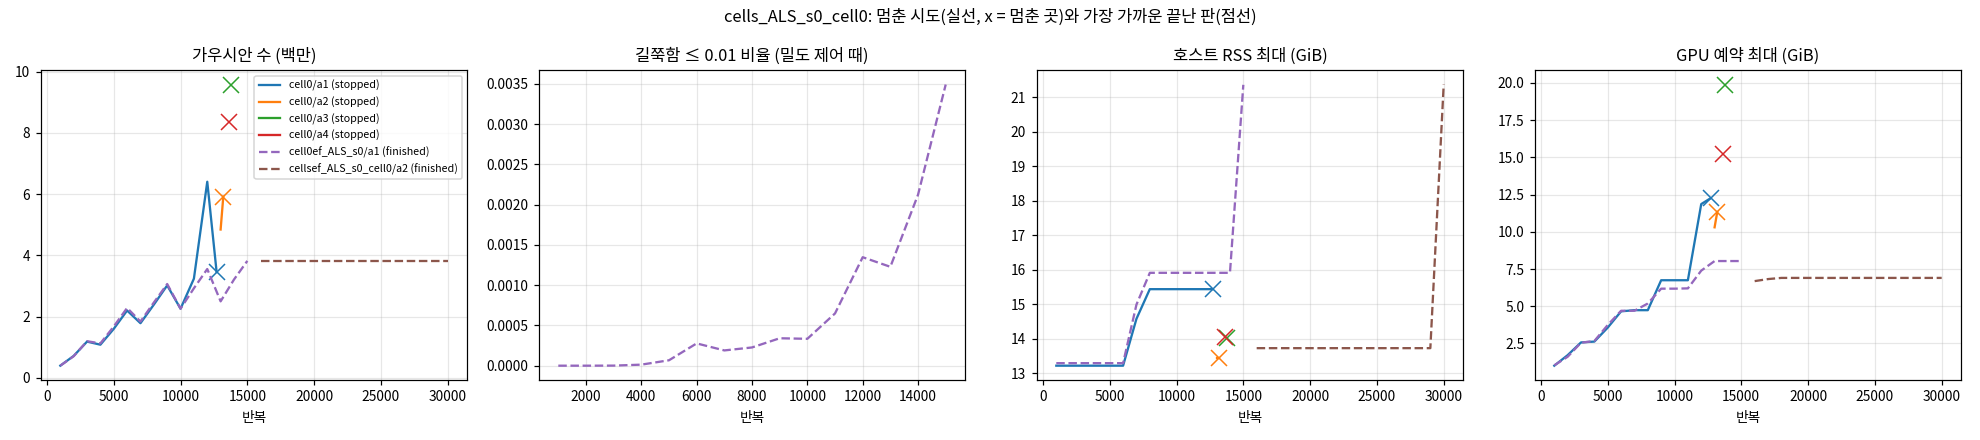 cells_ALS_s0_cell0: 멈춘 시도(실선, x = 멈춘 곳)와 가장 가까운 끝난 판(점선)
가우시안 수 (백만)
10
8
6
4
2
0
0 5000 10000 15000 20000 25000 30000
반복
cell0/a1 (stopped)
cell0/a2 (stopped)
cell0/a3 (stopped)
cell0/a4 (stopped)
cell0ef_ALS_s0/a1 (finished)
cellsef_ALS_s0_cell0/a2 (finished)
길쭉함 ≤ 0.01 비율 (밀도 제어 때)
0.0035
0.0030
0.0025
0.0020
0.0015
0.0010
0.0005
0.0000
2000 4000 6000 8000 10000 12000 14000
반복
호스트 RSS 최대 (GiB)
21
20
19
18
17
16
15
14
13
0 5000 10000 15000 20000 25000 30000
반복
GPU 예약 최대 (GiB)
20.0
17.5
15.0
12.5
10.0
7.5
5.0
2.5
0 5000 10000 15000 20000 25000 30000
반복